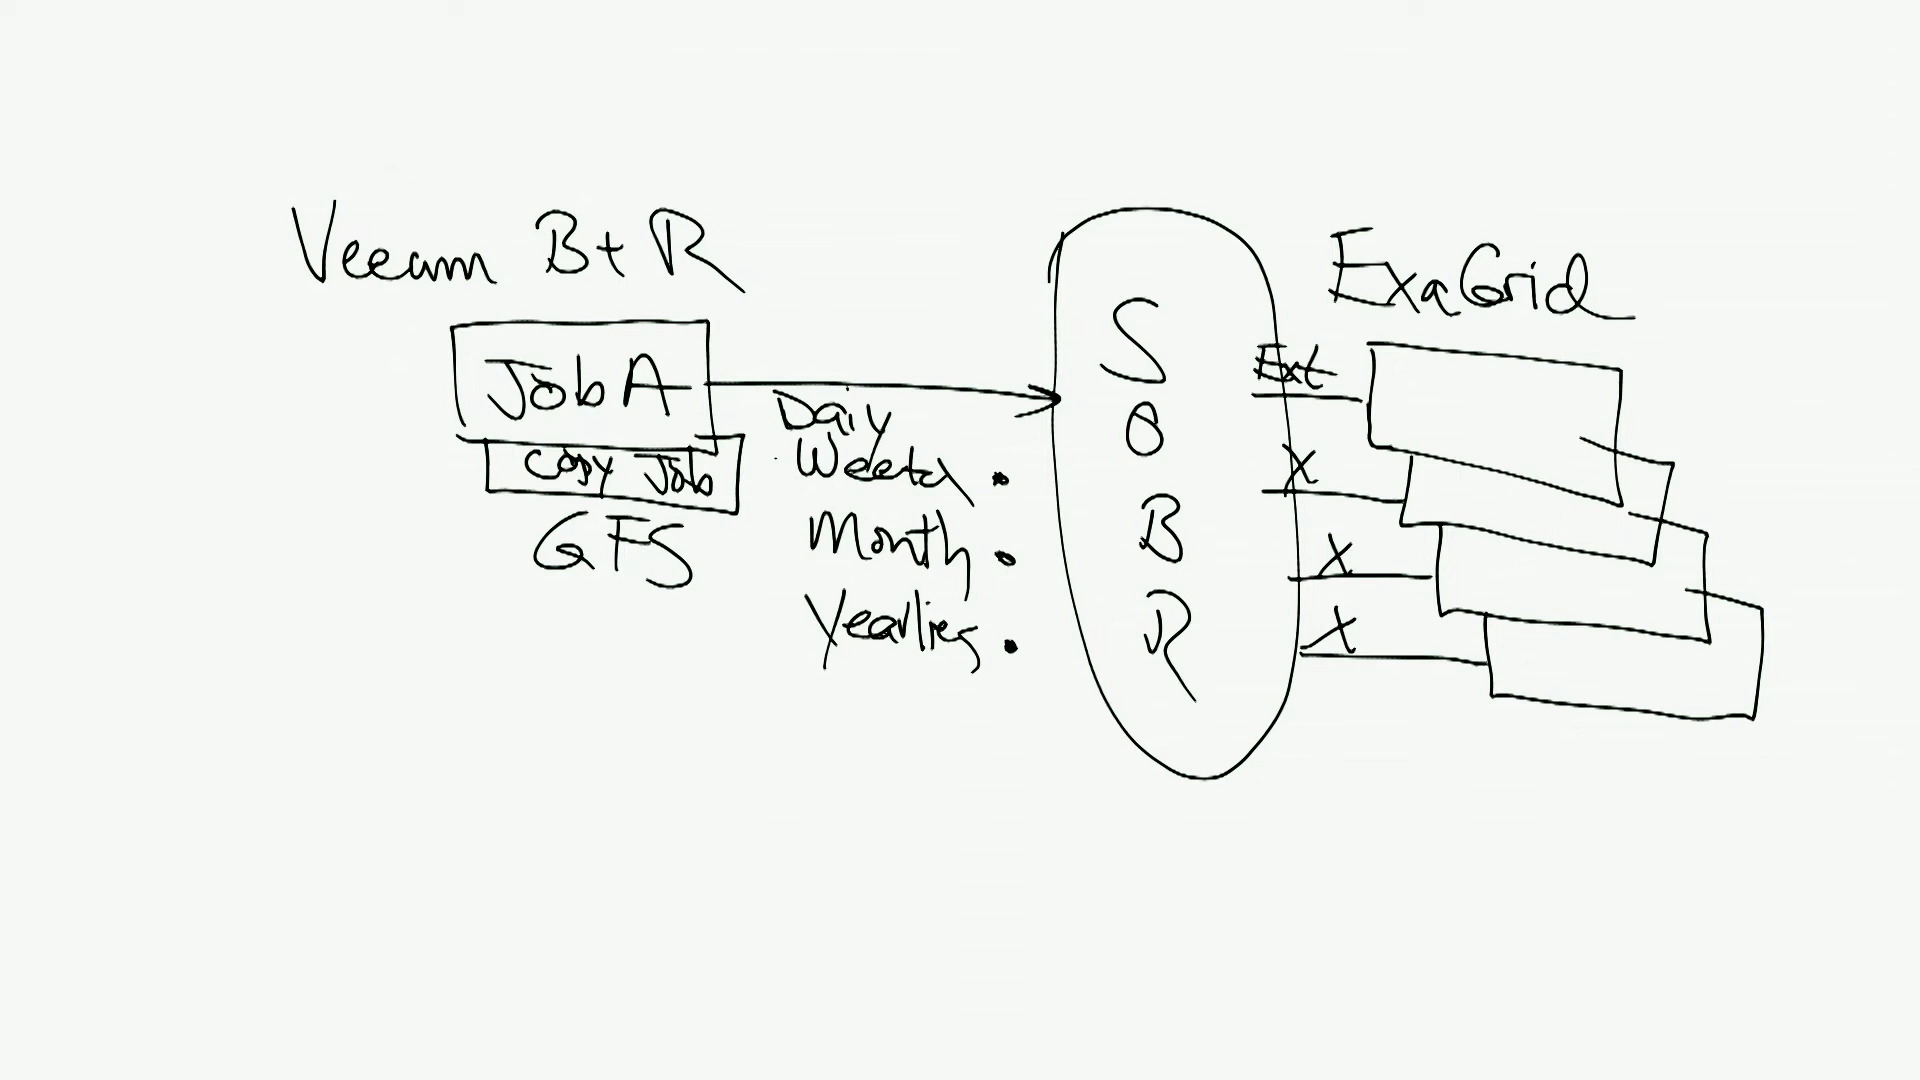 Veeam B+R
Job A
Copy Job
GFS
Daily
Weekly
Month
Yearlies
S
O
B
R
ExaGrid
Ext
X
X
X